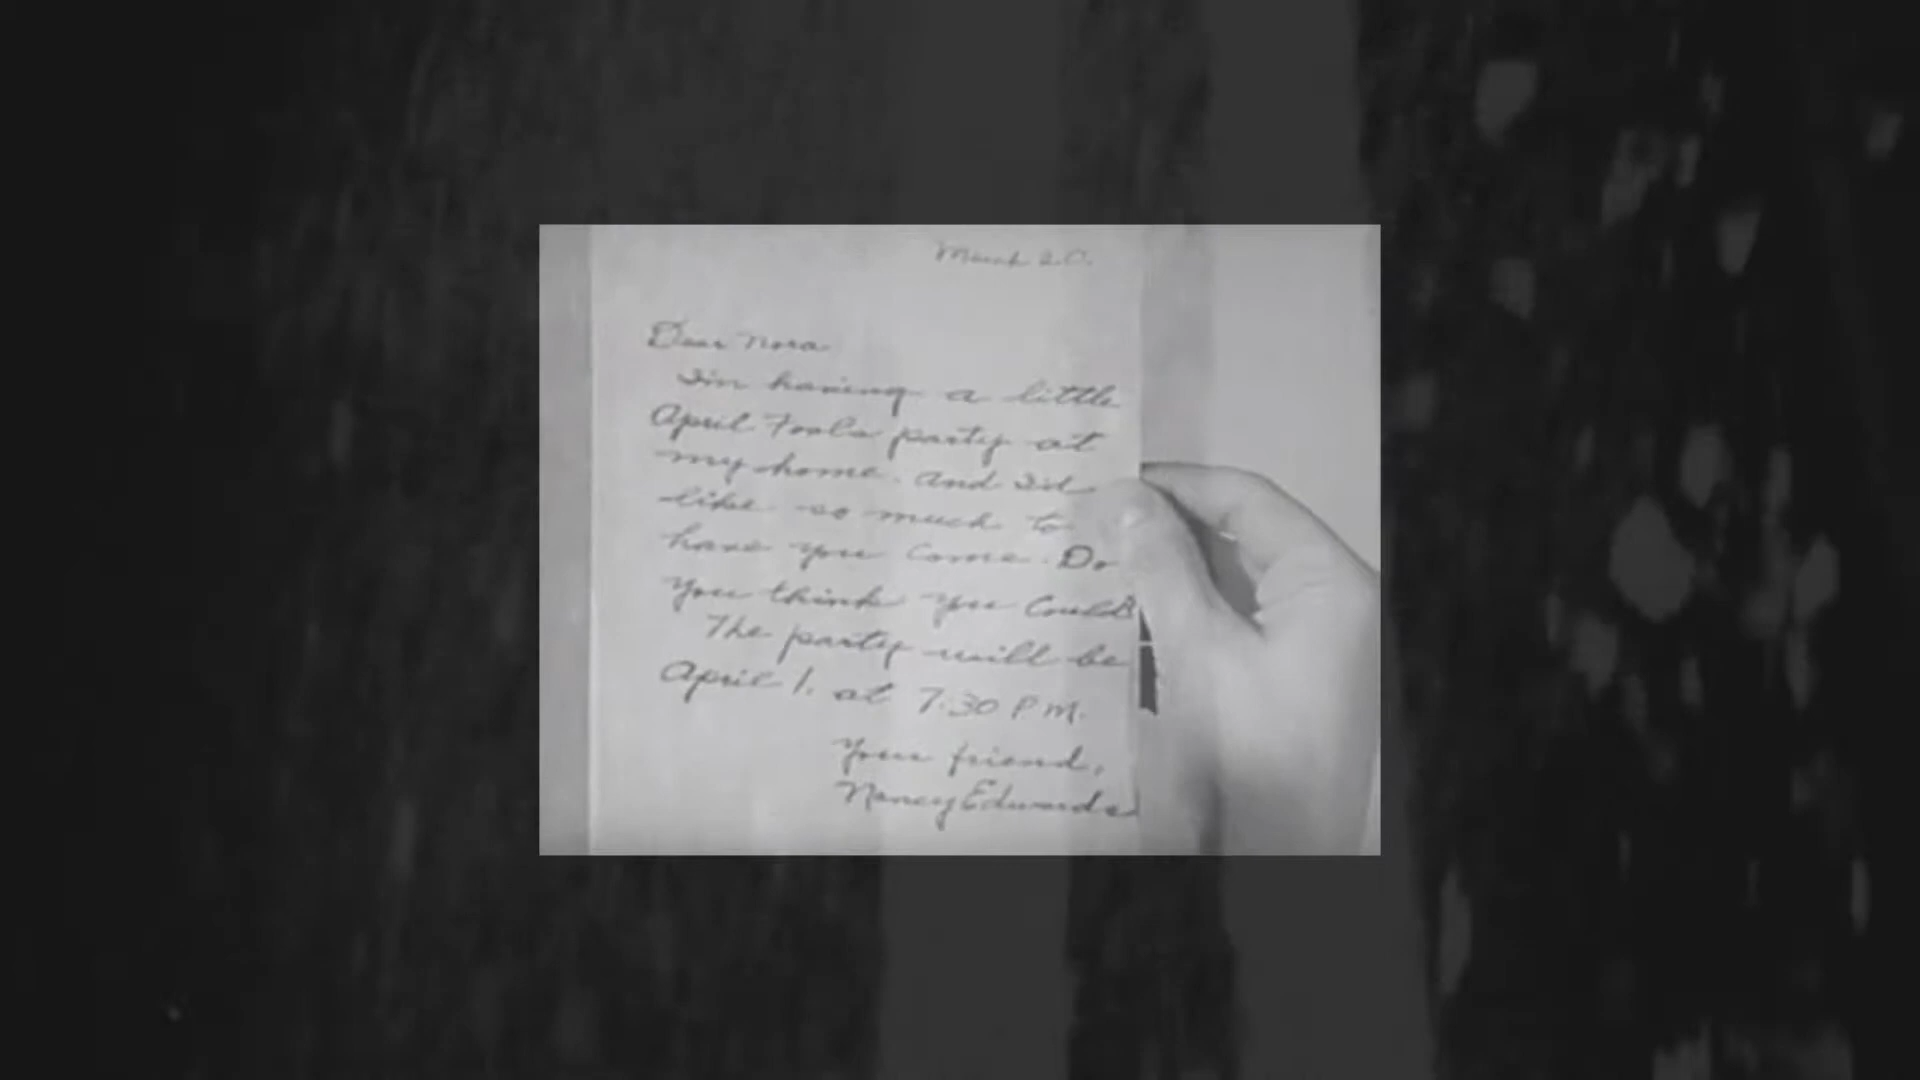 March 20.
Dear Nora
I'm having a little
April Fools party at
my home. And I'd
like so much to
have you come. Do
you think you could?
The party will be
April 1. at 7:30 P.M.
Your friend,
Nancy Edwards